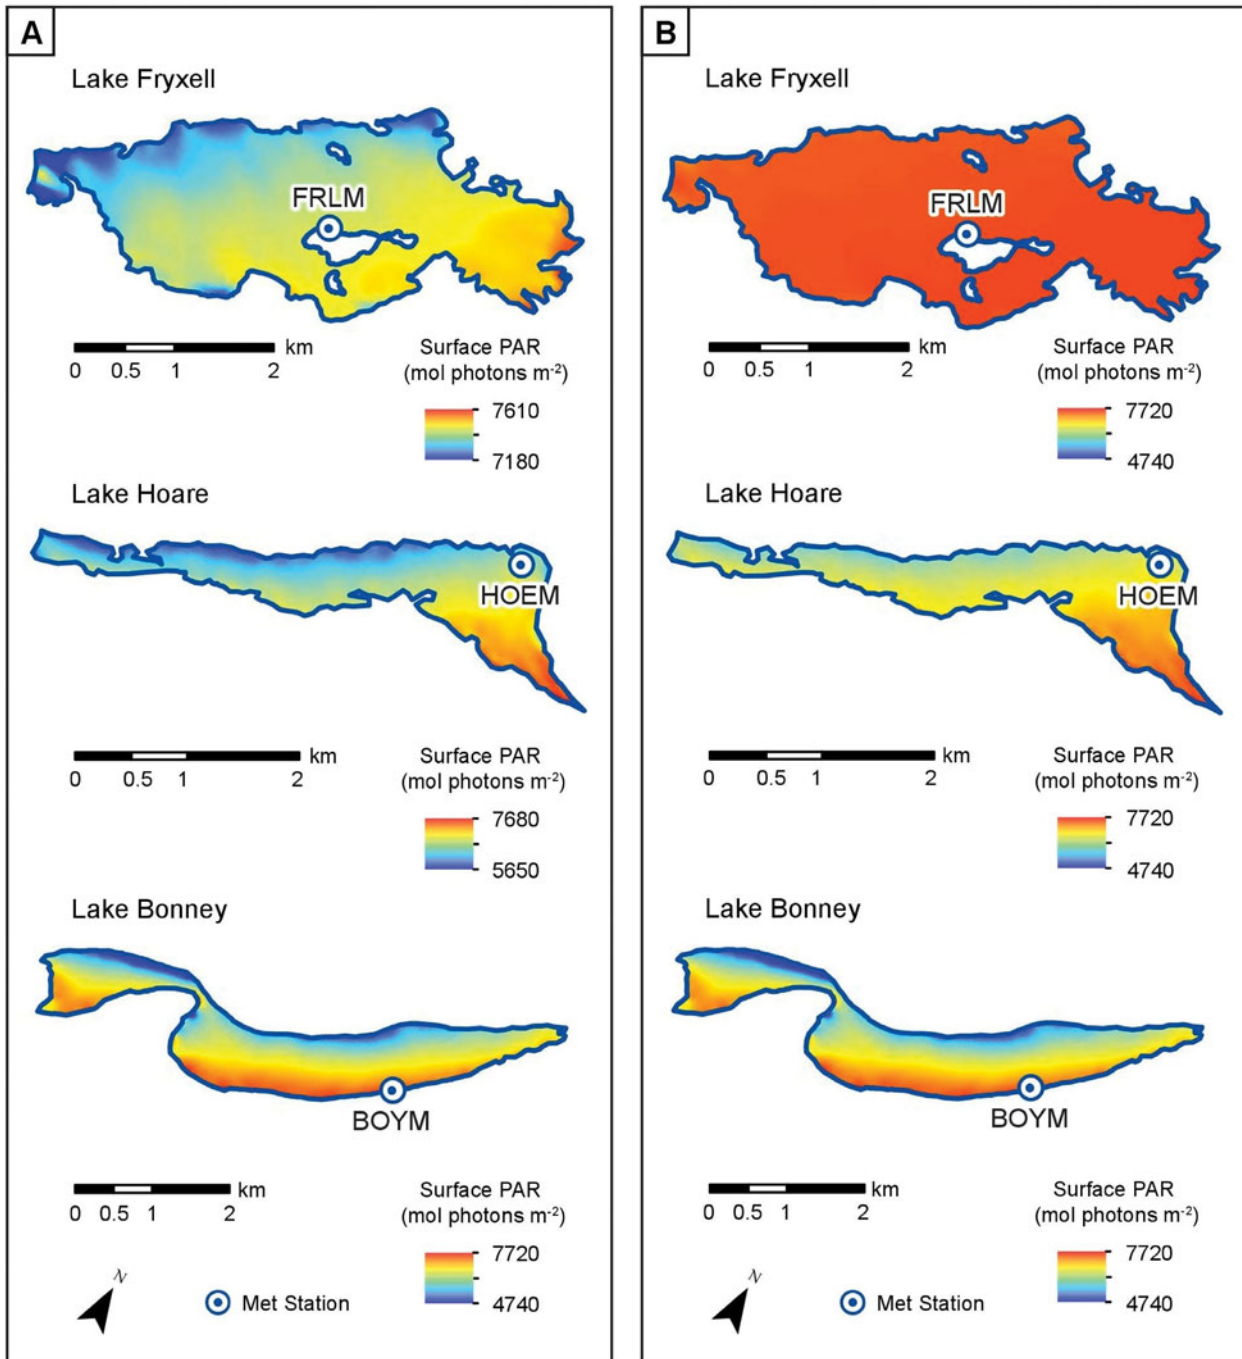 A
Lake Fryxell
FRLM
km
0 0.5 1 2
Surface PAR
(mol photons m⁻²)
7610
7180
Lake Hoare
HOEM
km
0 0.5 1 2
Surface PAR
(mol photons m⁻²)
7680
5650
Lake Bonney
BOYM
km
0 0.5 1 2
Surface PAR
(mol photons m⁻²)
7720
4740
N
Met Station
B
Lake Fryxell
FRLM
km
0 0.5 1 2
Surface PAR
(mol photons m⁻²)
7720
4740
Lake Hoare
HOEM
km
0 0.5 1 2
Surface PAR
(mol photons m⁻²)
7720
4740
Lake Bonney
BOYM
km
0 0.5 1 2
Surface PAR
(mol photons m⁻²)
7720
4740
N
Met Station